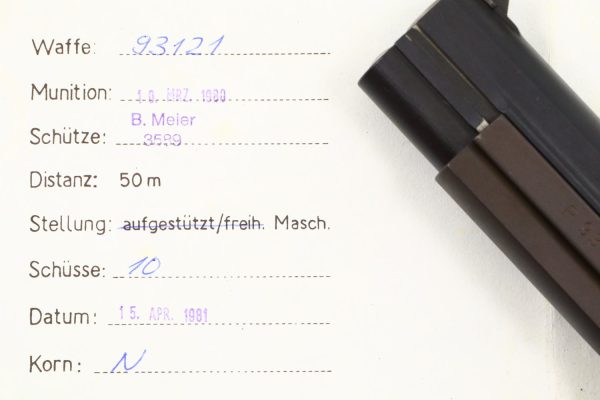 Waffe: 93121
Munition: 10. MRZ. 1980
Schütze: B. Meier
3589
Distanz: 50 m
Stellung: aufgestützt/freih. Masch.
Schüsse: 10
Datum: 15. APR. 1981
Korn: N